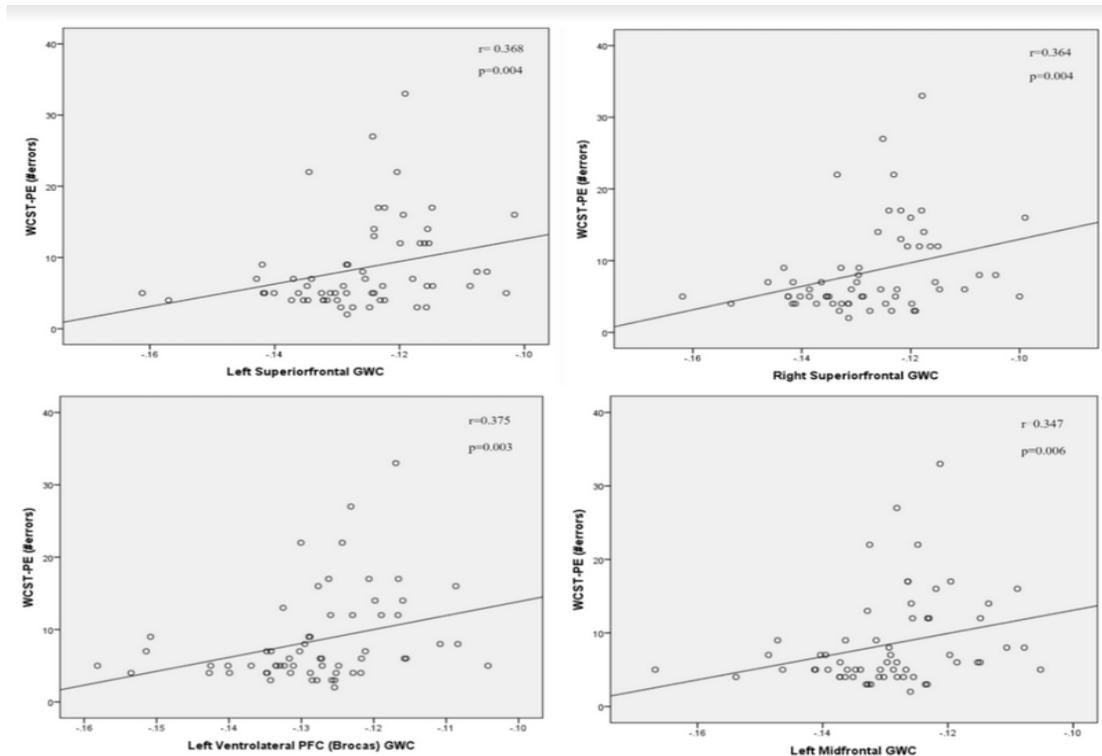 40
30
20
10
0
WCST-PE (#errors)
r= 0.368
p=0.004
-.16 -.14 -.12 -.10
Left Superiorfrontal GWC
40
30
20
10
0
WCST-PE (#errors)
r=0.364
p=0.004
-.16 -.14 -.12 -.10
Right Superiorfrontal GWC
40
30
20
10
0
WCST-PE (#errors)
r=0.375
p=0.003
-.16 -.15 -.14 -.13 -.12 -.11 -.10
Left Ventrolateral PFC (Brocas) GWC
40
30
20
10
0
WCST-PE (#errors)
r=0.347
p=0.006
-.16 -.14 -.12 -.10
Left Midfrontal GWC